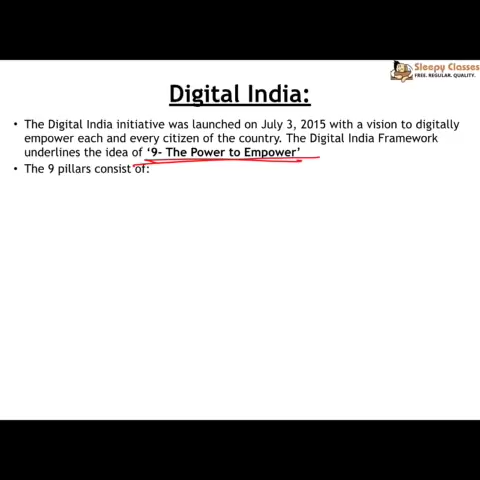 Sleepy Classes
FREE. REGULAR. QUALITY.
Digital India:
• The Digital India initiative was launched on July 3, 2015 with a vision to digitally
empower each and every citizen of the country. The Digital India Framework
underlines the idea of ‘9- The Power to Empower’
• The 9 pillars consist of: